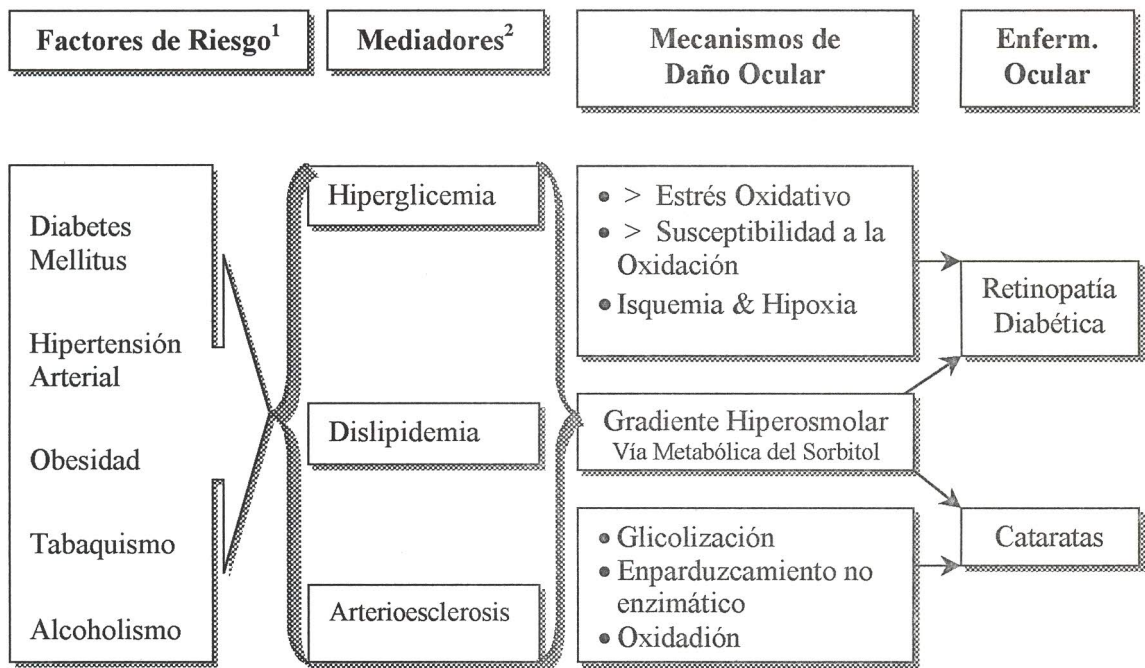 Factores de Riesgo¹
Mediadores²
Mecanismos de
Daño Ocular
Enferm.
Ocular
Diabetes
Mellitus
Hipertensión
Arterial
Obesidad
Tabaquismo
Alcoholismo
Hiperglicemia
Dislipidemia
Arterioesclerosis
• > Estrés Oxidativo
• > Susceptibilidad a la
Oxidación
• Isquemia & Hipoxia
Gradiente Hiperosmolar
Vía Metabólica del Sorbitol
• Glicolización
• Enparduzcamiento no
enzimático
• Oxidadión
Retinopatía
Diabética
Cataratas